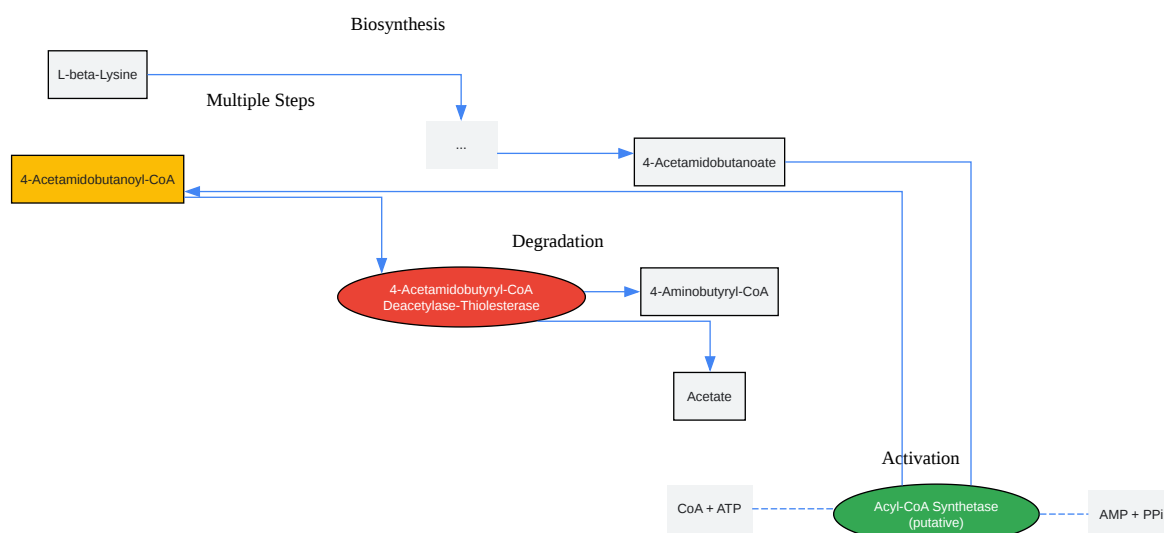 Biosynthesis
L-beta-Lysine
Multiple Steps
...
4-Acetamidobutanoate
4-Acetamidobutanoyl-CoA
Degradation
4-Acetamidobutyryl-CoA
Deacetylase-Thiolesterase
4-Aminobutyryl-CoA
Acetate
Activation
CoA + ATP
Acyl-CoA Synthetase
(putative)
AMP + PPi